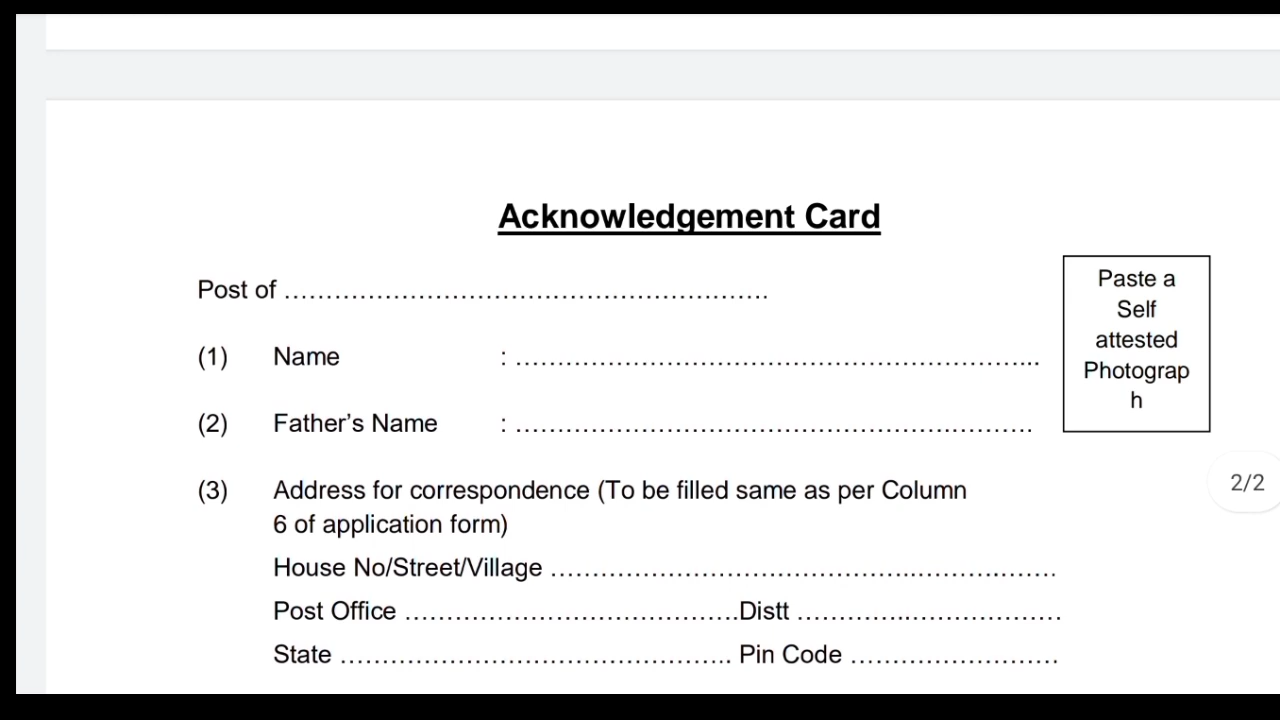 Acknowledgement Card
Post of ……………………………………………….……
Paste a
Self
attested
Photograp
h
(1) Name : ……………………………………………………...
(2) Father’s Name : …………………………………………….……….
(3) Address for correspondence (To be filled same as per Column
6 of application form)
2/2
House No/Street/Village ……………………………………..………..…….
Post Office ………………………………….Distt …………..……………….
State ……………………………………….. Pin Code …………………….